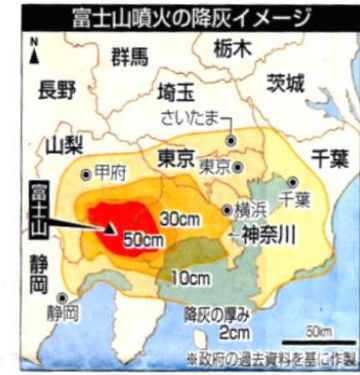 富士山噴火の降灰イメージ
N
群馬
栃木
茨城
長野
埼玉
さいたま
山梨
甲府
東京
東京
千葉
千葉
富士山
30cm
50cm
横浜
神奈川
静岡
10cm
静岡
降灰の厚み
2cm
50km
※政府の過去資料を基に作製